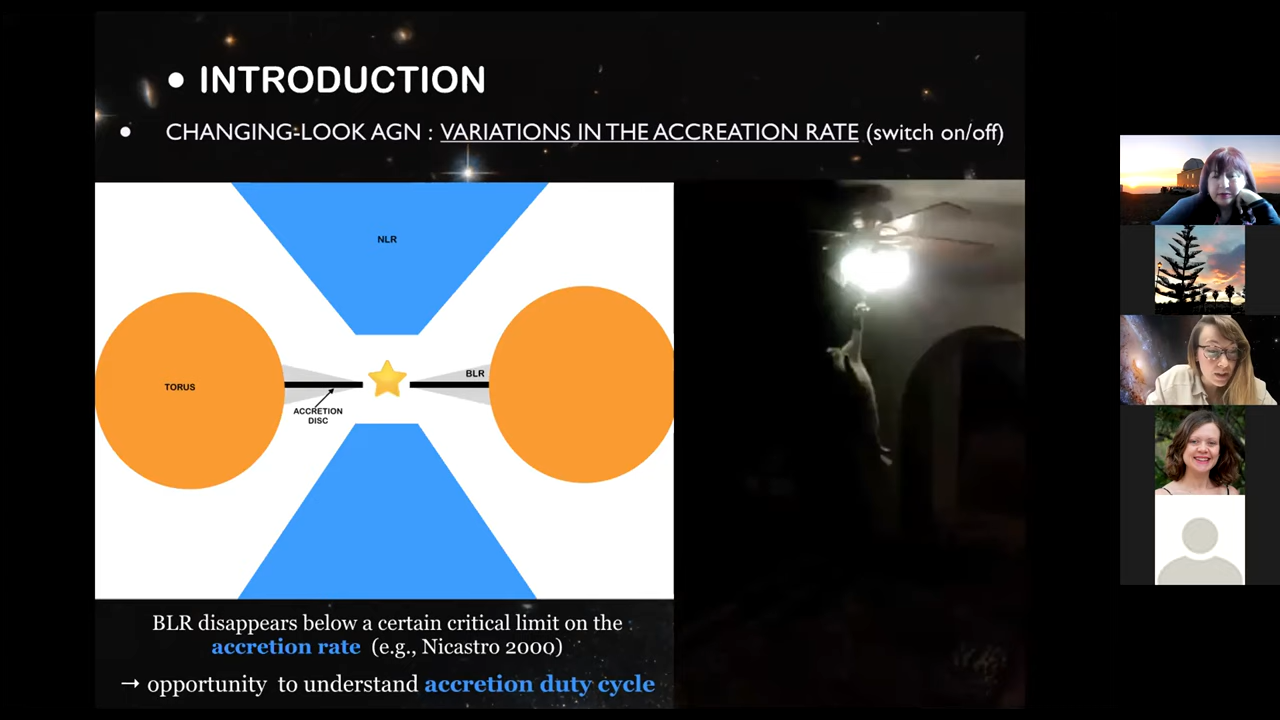 • INTRODUCTION
• CHANGING-LOOK AGN : VARIATIONS IN THE ACCREATION RATE (switch on/off)
NLR
TORUS
BLR
ACCRETION
DISC
BLR disappears below a certain critical limit on the
accretion rate (e.g., Nicastro 2000)
→ opportunity to understand accretion duty cycle